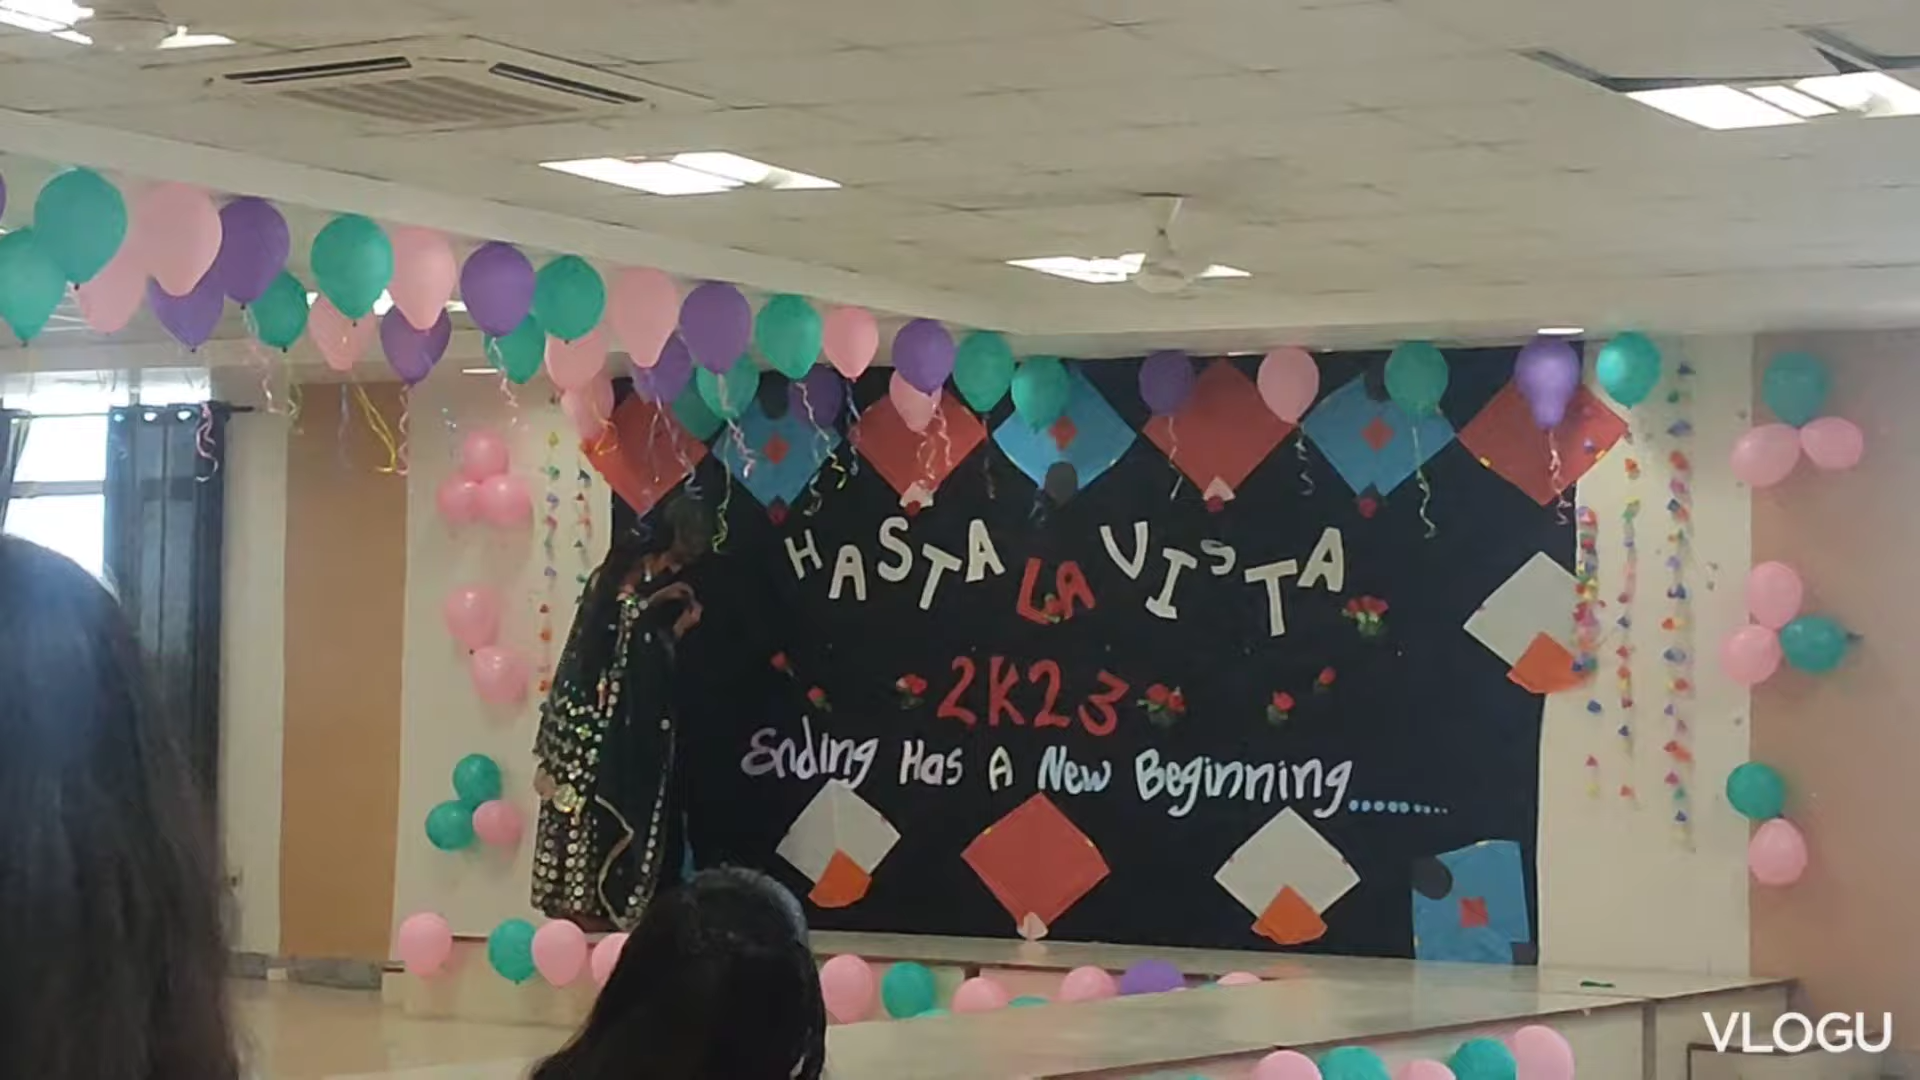 HASTA LA VISTA
2K23
Ending Has A New Beginning.........
VLOGU